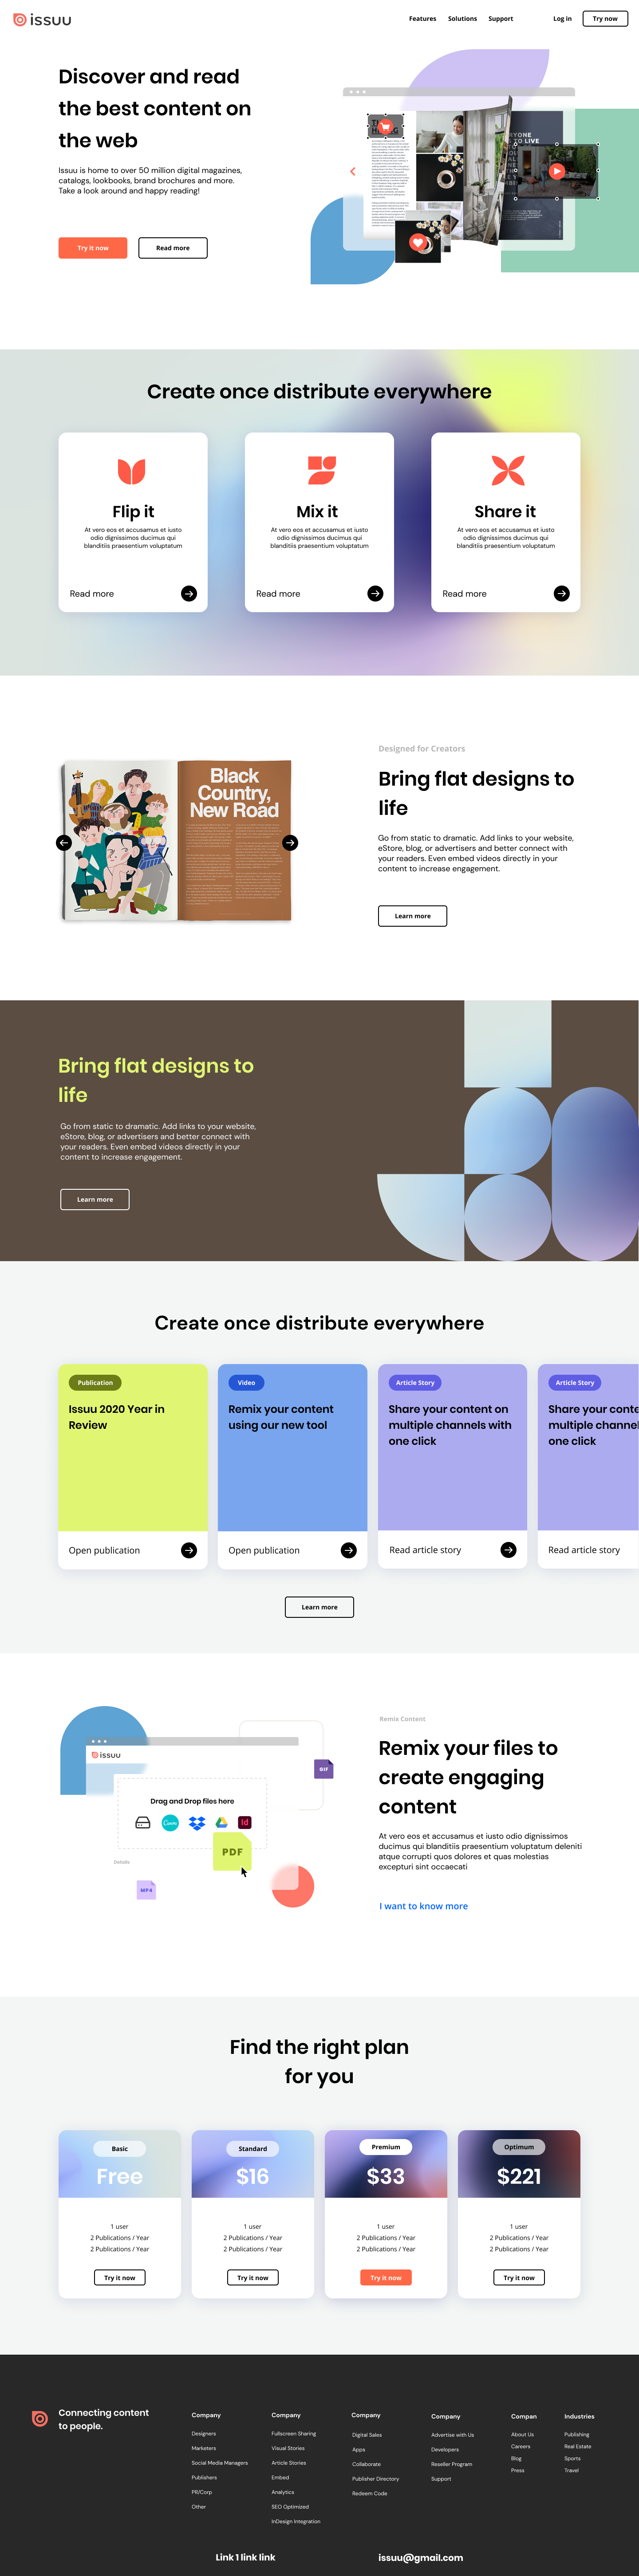 issuu
Features Solutions Support Log in Try now
Discover and read
the best content on
the web
Issuu is home to over 50 million digital magazines,
catalogs, lookbooks, brand brochures and more.
Take a look around and happy reading!
Try it now Read more
Create once distribute everywhere
Flip it
At vero eos et accusamus et iusto
odio dignissimos ducimus qui
blanditiis praesentium voluptatum
Read more
Mix it
At vero eos et accusamus et iusto
odio dignissimos ducimus qui
blanditiis praesentium voluptatum
Read more
Share it
At vero eos et accusamus et iusto
odio dignissimos ducimus qui
blanditiis praesentium voluptatum
Read more
Black
Country,
New Road
Designed for Creators
Bring flat designs to
life
Go from static to dramatic. Add links to your website,
eStore, blog, or advertisers and better connect with
your readers. Even embed videos directly in your
content to increase engagement.
Learn more
Bring flat designs to
life
Go from static to dramatic. Add links to your website,
eStore, blog, or advertisers and better connect with
your readers. Even embed videos directly in your
content to increase engagement.
Learn more
Create once distribute everywhere
Publication
Issuu 2020 Year in
Review
Open publication
Video
Remix your content
using our new tool
Open publication
Article Story
Share your content on
multiple channels with
one click
Read article story
Article Story
Share your conte
multiple channel
one click
Read article story
Learn more
issuu
Drag and Drop files here
Canva
Id
GIF
PDF
Details
MP4
Remix Content
Remix your files to
create engaging
content
At vero eos et accusamus et iusto odio dignissimos
ducimus qui blanditiis praesentium voluptatum deleniti
atque corrupti quos dolores et quas molestias
excepturi sint occaecati
I want to know more
Find the right plan
for you
Basic
Free
1 user
2 Publications / Year
2 Publications / Year
Try it now
Standard
$16
1 user
2 Publications / Year
2 Publications / Year
Try it now
Premium
$33
1 user
2 Publications / Year
2 Publications / Year
Try it now
Optimum
$221
1 user
2 Publications / Year
2 Publications / Year
Try it now
Connecting content
to people.
Company
Designers
Marketers
Social Media Managers
Publishers
PR/Corp
Other
Company
Fullscreen Sharing
Visual Stories
Article Stories
Embed
Analytics
SEO Optimized
InDesign Integration
Company
Digital Sales
Apps
Collaborate
Publisher Directory
Redeem Code
Company
Advertise with Us
Developers
Reseller Program
Support
Compan
About Us
Careers
Blog
Press
Industries
Publishing
Real Estate
Sports
Travel
Link 1 link link
issuu@gmail.com